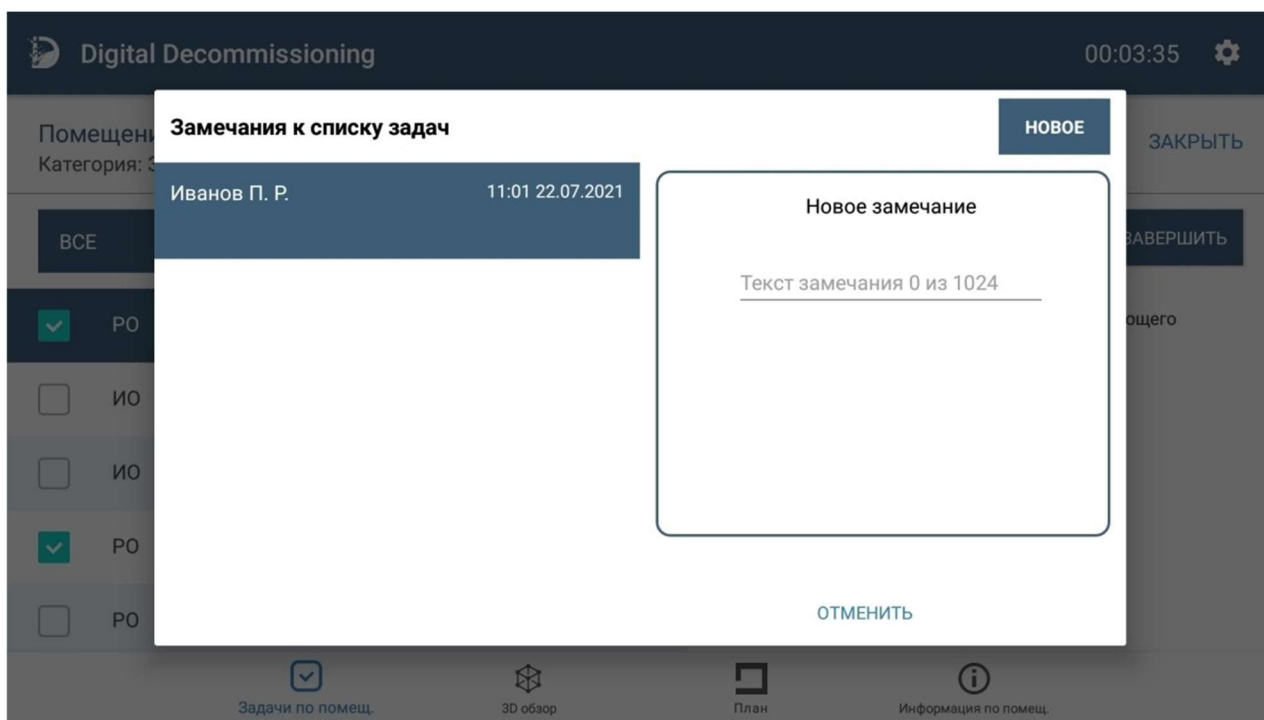 Digital Decommissioning
00:03:35
Помещени
Категория: З
ЗАКРЫТЬ
Замечания к списку задач
НОВОЕ
Иванов П. Р.
11:01 22.07.2021
Новое замечание
Текст замечания 0 из 1024
ВСЕ
ЗАВЕРШИТЬ
РО
ющего
ИО
ИО
РО
РО
ОТМЕНИТЬ
Задачи по помещ.
3D обзор
План
Информация по помещ.